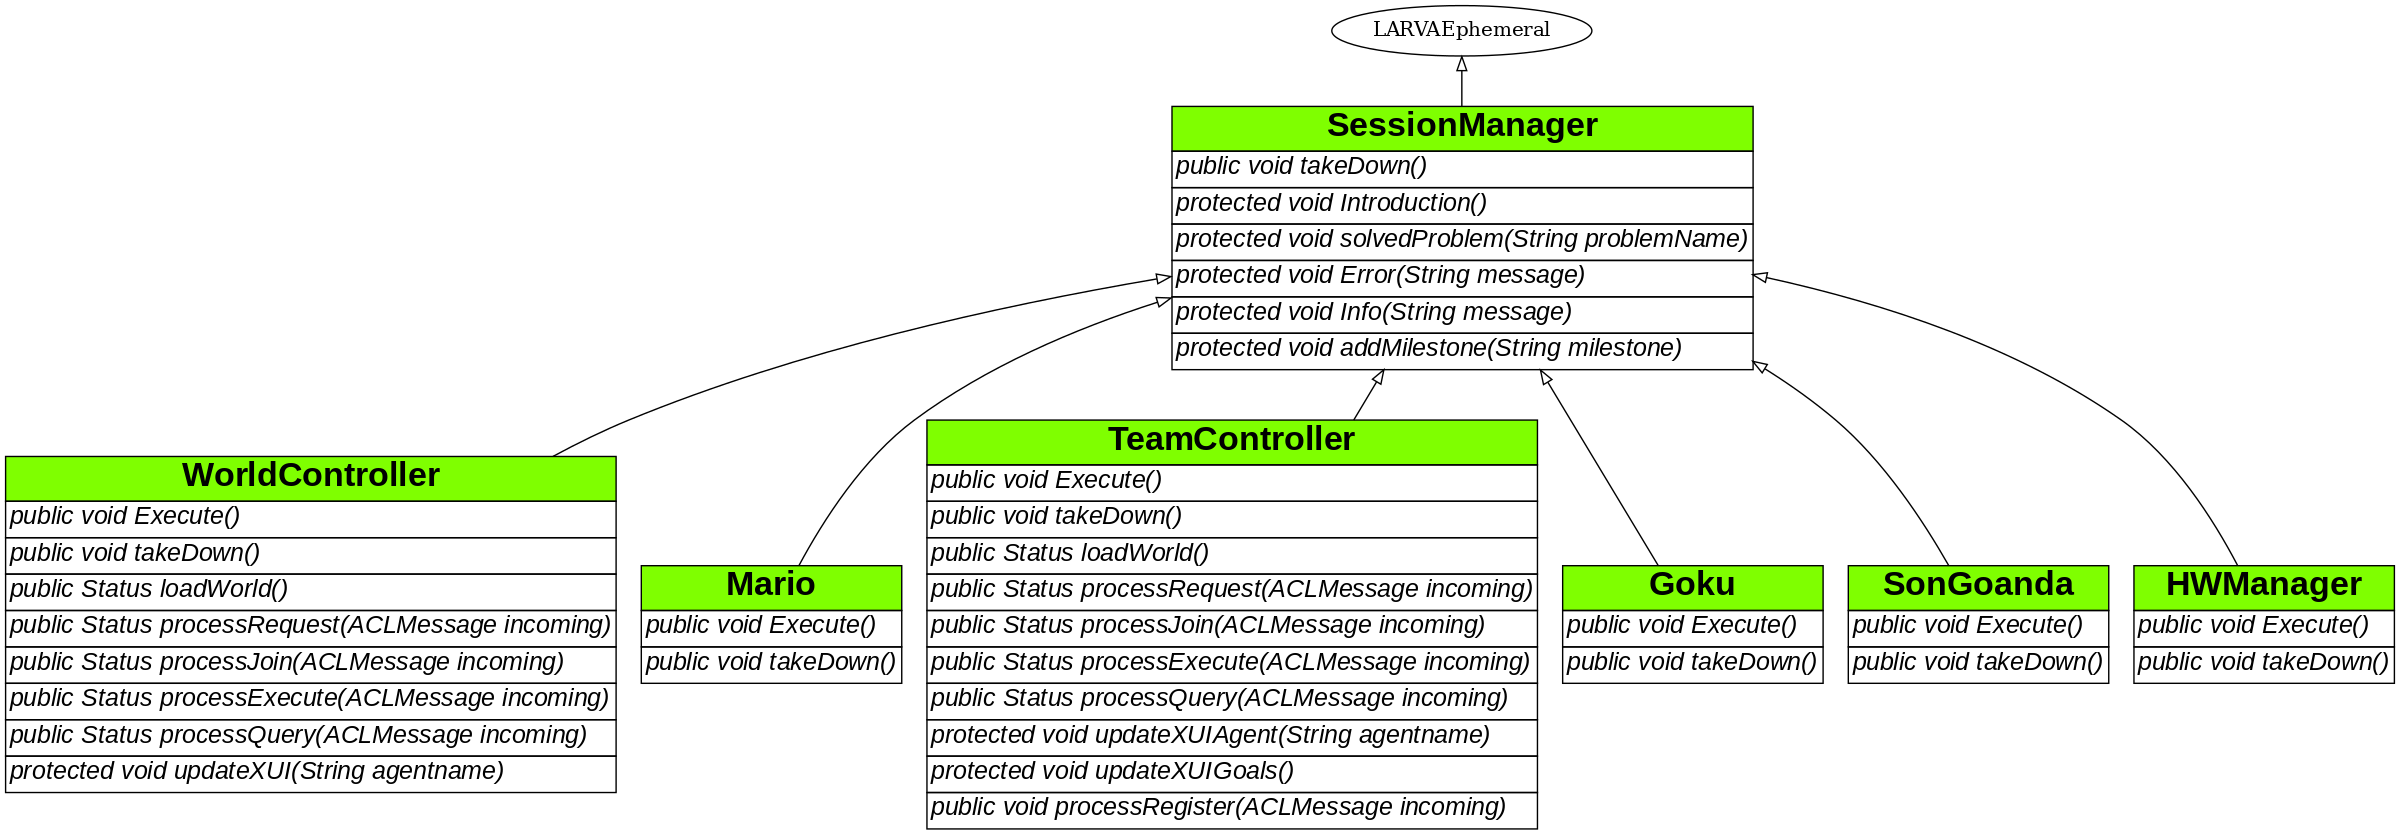 LARVAEphemeral
SessionManager
public void takeDown()
protected void Introduction()
protected void solvedProblem(String problemName)
protected void Error(String message)
protected void Info(String message)
protected void addMilestone(String milestone)
WorldController
public void Execute()
public void takeDown()
public Status loadWorld()
public Status processRequest(ACLMessage incoming)
public Status processJoin(ACLMessage incoming)
public Status processExecute(ACLMessage incoming)
public Status processQuery(ACLMessage incoming)
protected void updateXUI(String agentname)
Mario
public void Execute()
public void takeDown()
TeamController
public void Execute()
public void takeDown()
public Status loadWorld()
public Status processRequest(ACLMessage incoming)
public Status processJoin(ACLMessage incoming)
public Status processExecute(ACLMessage incoming)
public Status processQuery(ACLMessage incoming)
protected void updateXUIAgent(String agentname)
protected void updateXUIGoals()
public void processRegister(ACLMessage incoming)
Goku
public void Execute()
public void takeDown()
SonGoanda
public void Execute()
public void takeDown()
HWManager
public void Execute()
public void takeDown()